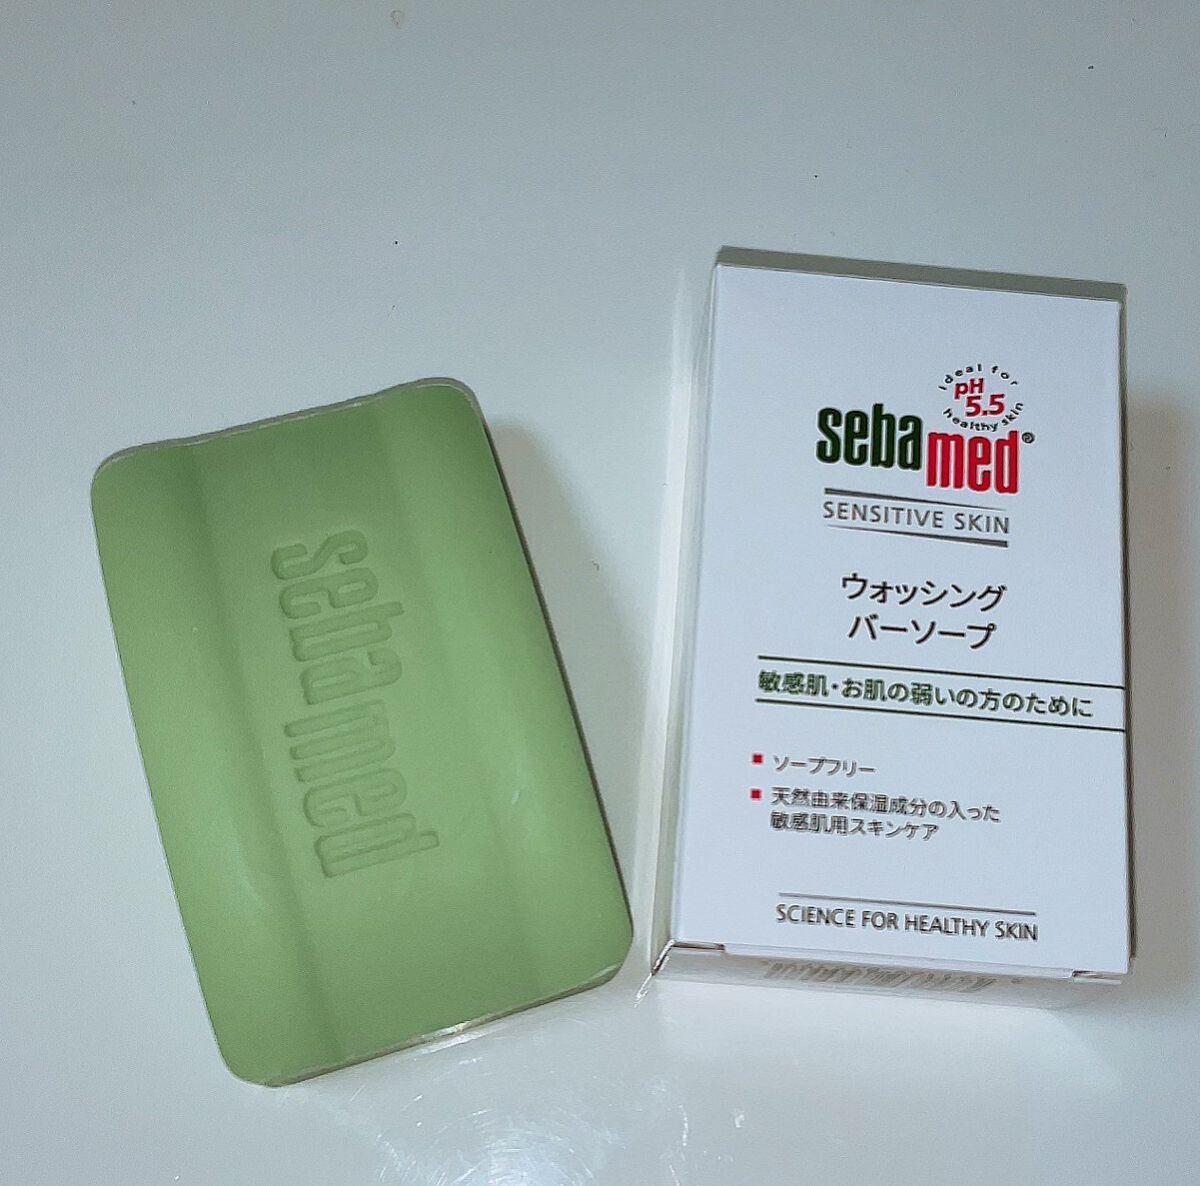 sebamed
ideal for
pH
5.5
healthy skin
sebamed®
SENSITIVE SKIN
ウォッシング
バーソープ
敏感肌・お肌の弱いの方のために
ソープフリー
天然由来保湿成分の入った
敏感肌用スキンケア
SCIENCE FOR HEALTHY SKIN